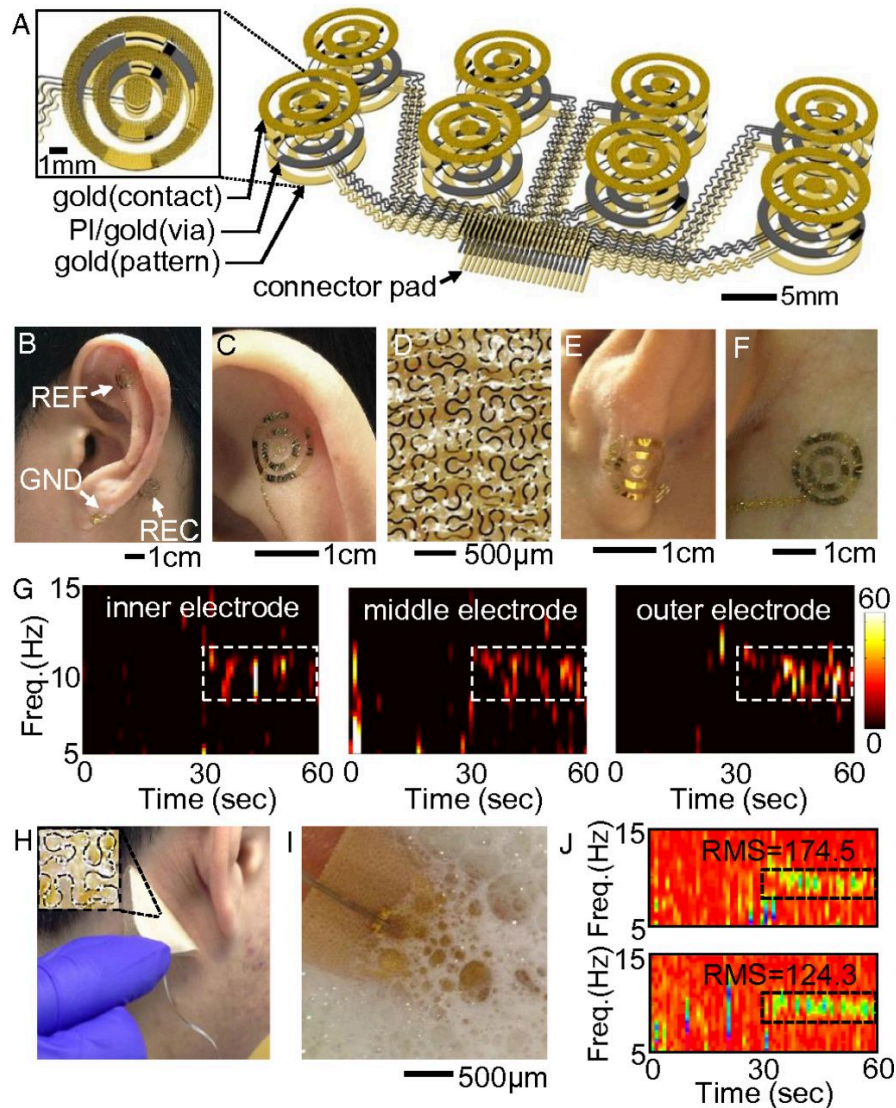 A
1mm
gold(contact)
PI/gold(via)
gold(pattern)
connector pad
5mm
B
REF
GND
REC
1cm
C
1cm
D
500μm
E
1cm
F
1cm
G
inner electrode
middle electrode
outer electrode
Freq.(Hz)
15
10
5
0
30
60
Time (sec)
0
30
60
Time (sec)
0
30
60
Time (sec)
60
0
H
I
500μm
J
RMS=174.5
Freq.(Hz)
15
5
RMS=124.3
Freq.(Hz)
15
5
0
30
60
Time (sec)